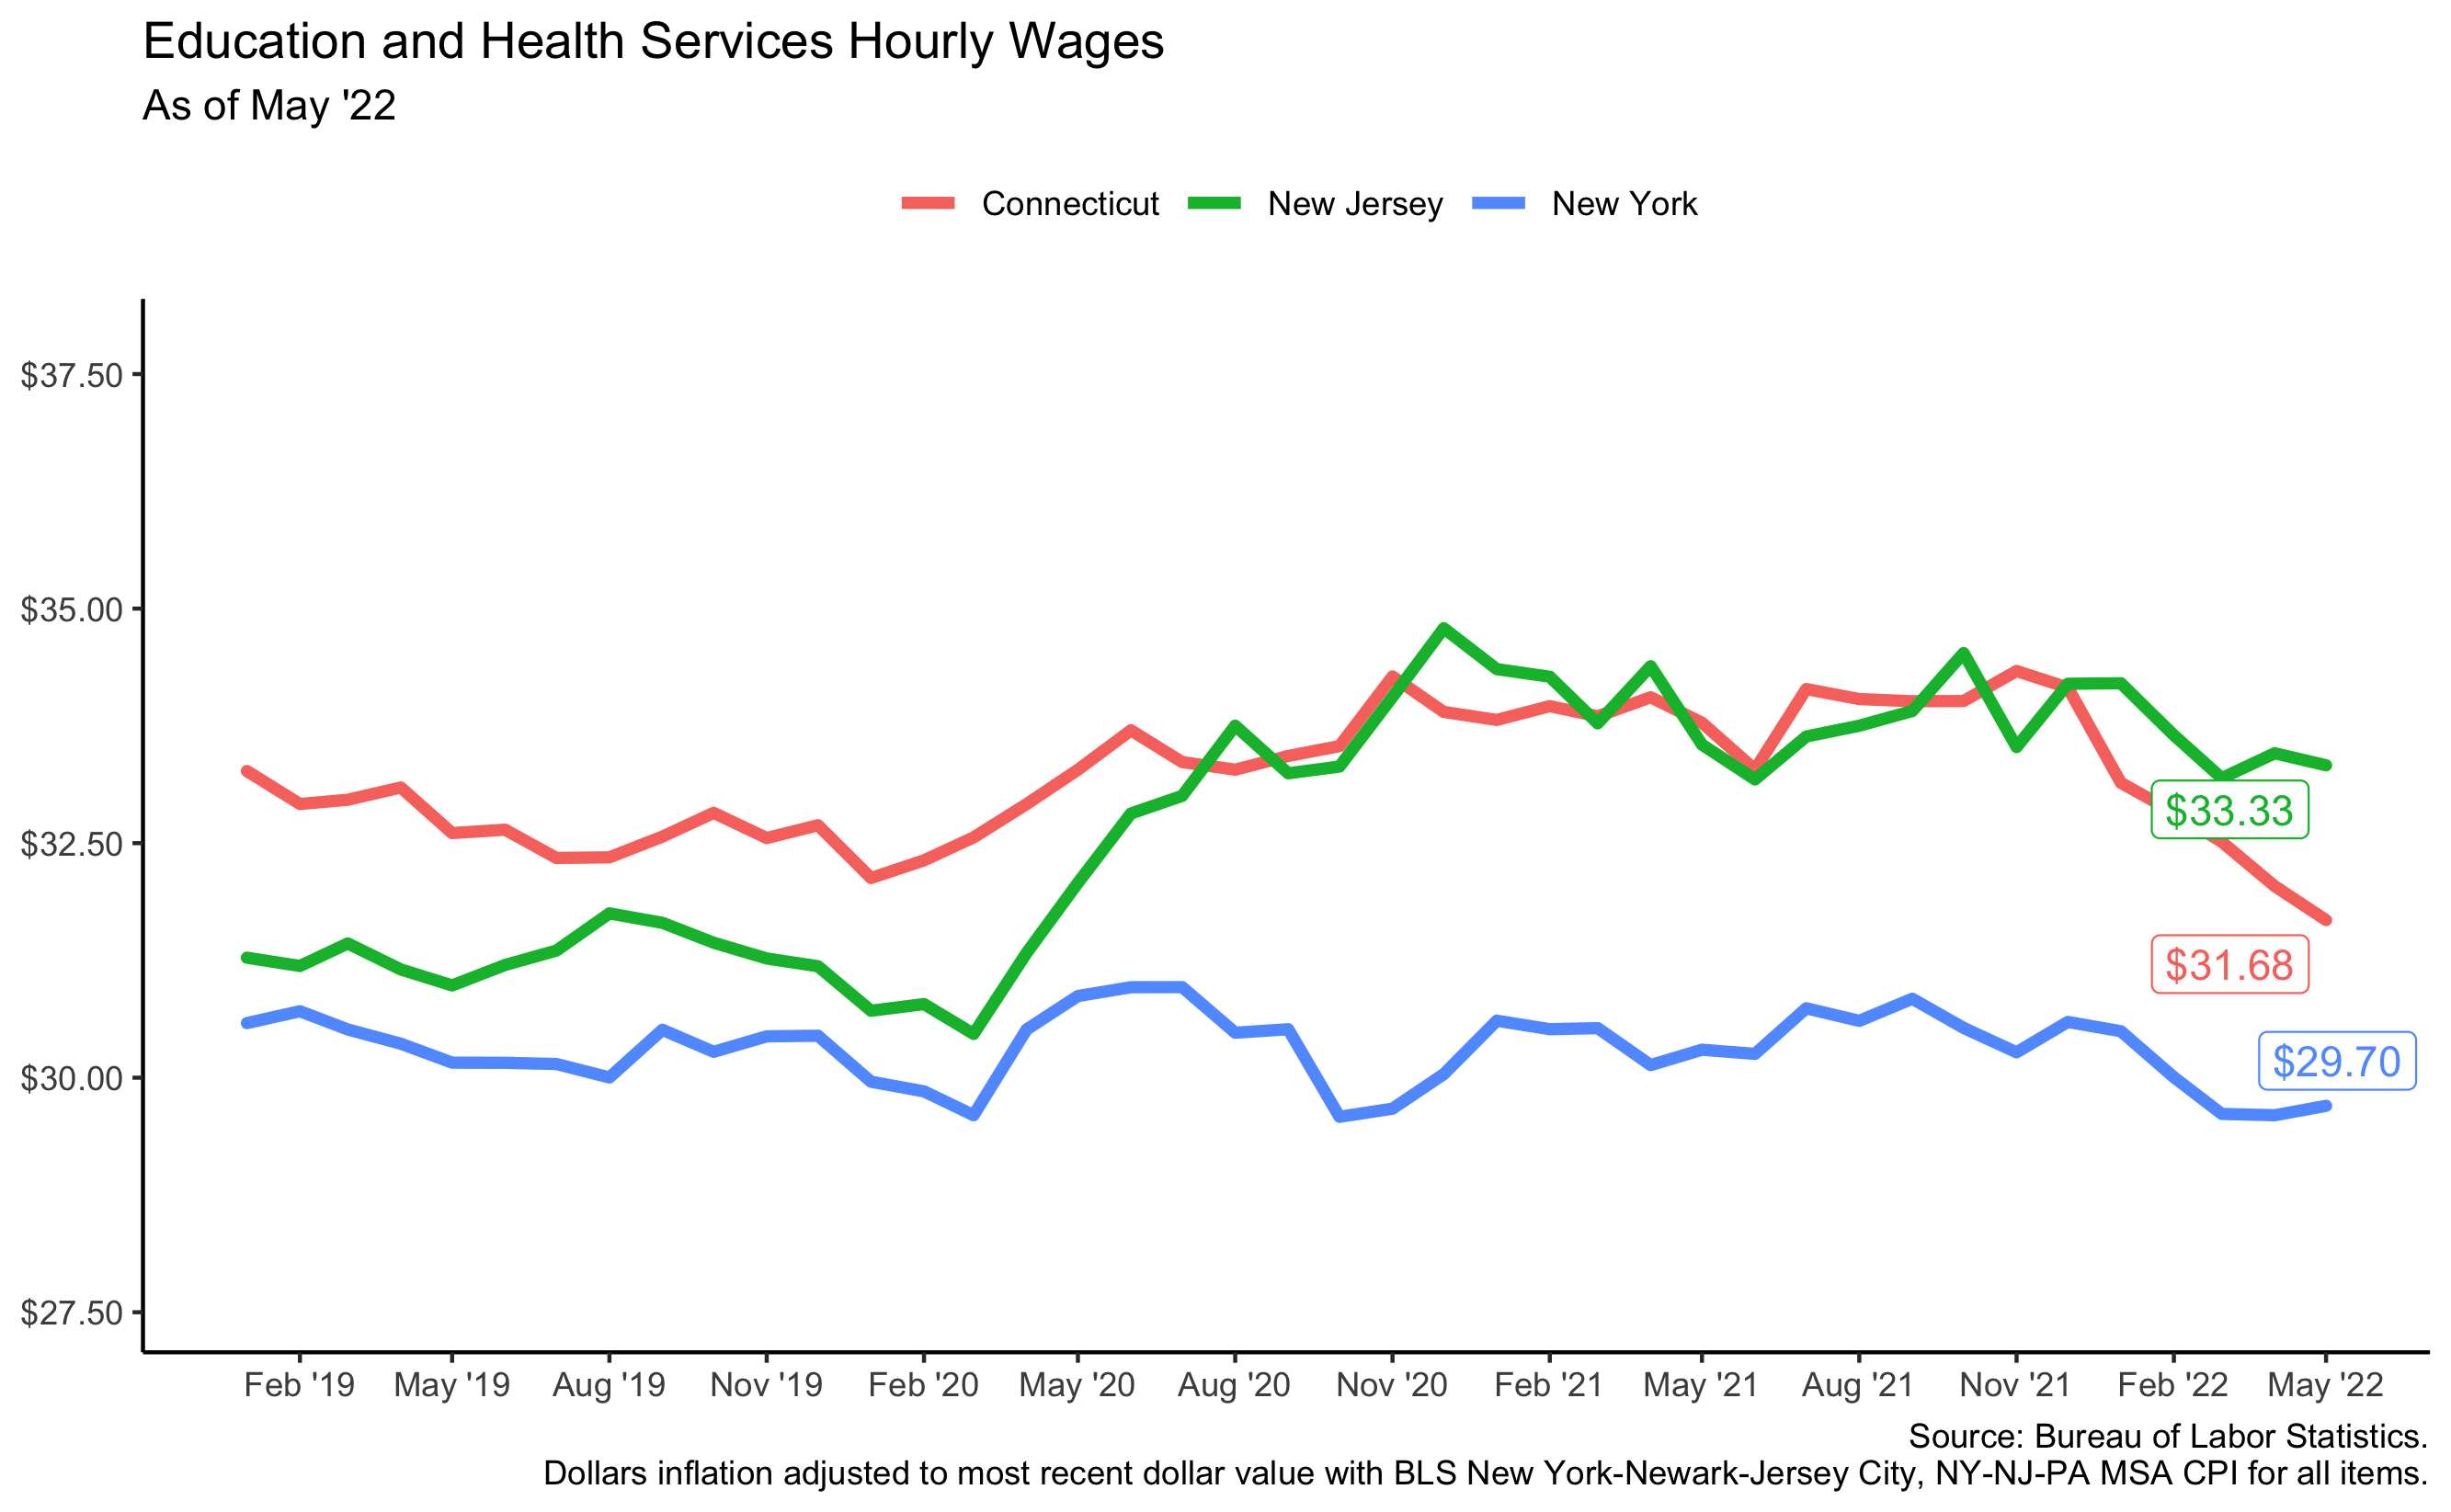 Education and Health Services Hourly Wages
As of May '22
Connecticut New Jersey New York
$37.50
$35.00
$32.50
$30.00
$27.50
$33.33
$31.68
$29.70
Feb '19 May '19 Aug '19 Nov '19 Feb '20 May '20 Aug '20 Nov '20 Feb '21 May '21 Aug '21 Nov '21 Feb '22 May '22
Source: Bureau of Labor Statistics.
Dollars inflation adjusted to most recent dollar value with BLS New York-Newark-Jersey City, NY-NJ-PA MSA CPI for all items.